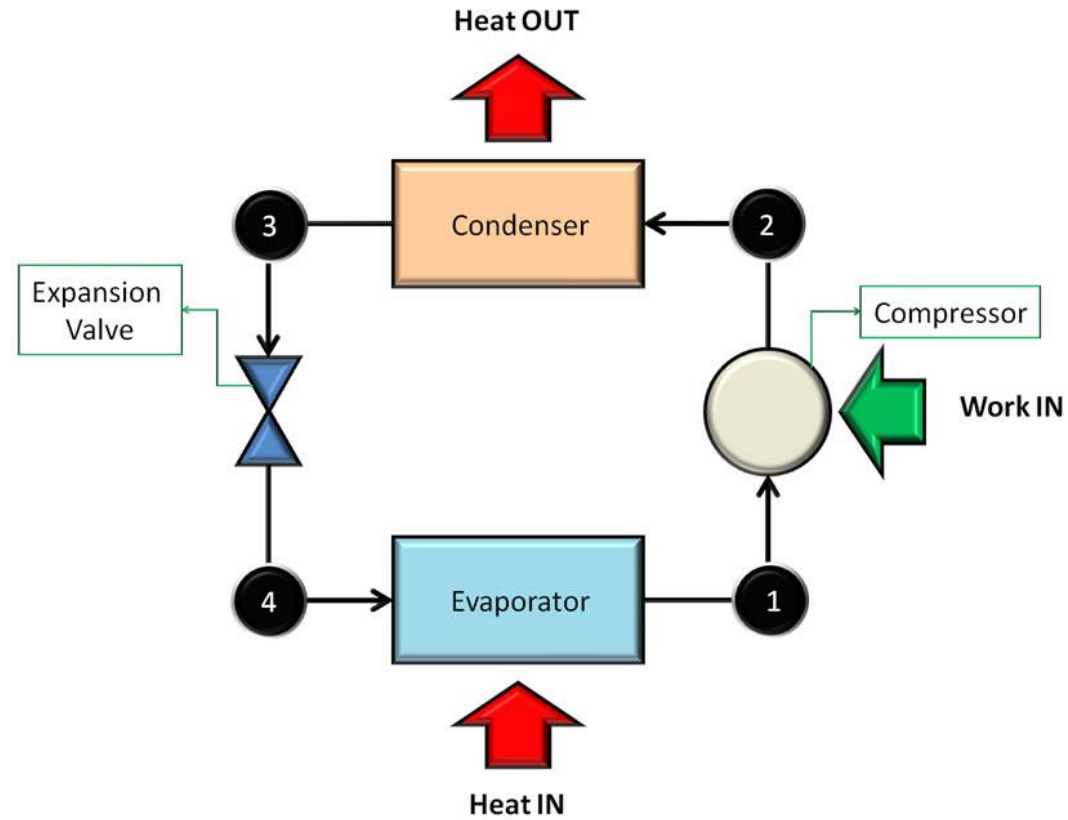 Heat OUT
3
Condenser
2
Expansion
Valve
Compressor
Work IN
4
Evaporator
1
Heat IN